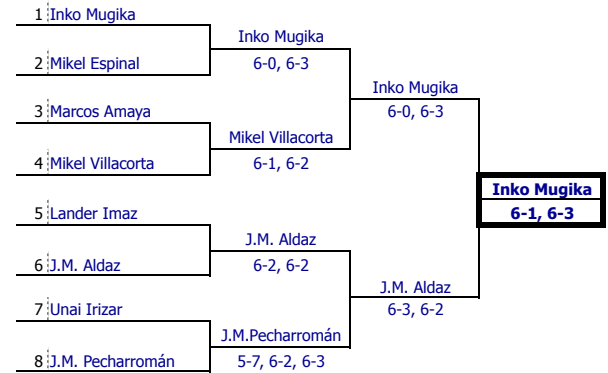 1 Inko Mugika
Inko Mugika
2 Mikel Espinal
6-0, 6-3
Inko Mugika
3 Marcos Amaya
6-0, 6-3
Mikel Villacorta
4 Mikel Villacorta
6-1, 6-2
Inko Mugika
6-1, 6-3
5 Lander Imaz
J.M. Aldaz
6 J.M. Aldaz
6-2, 6-2
J.M. Aldaz
7 Unai Irizar
6-3, 6-2
J.M.Pecharromán
8 J.M. Pecharromán
5-7, 6-2, 6-3